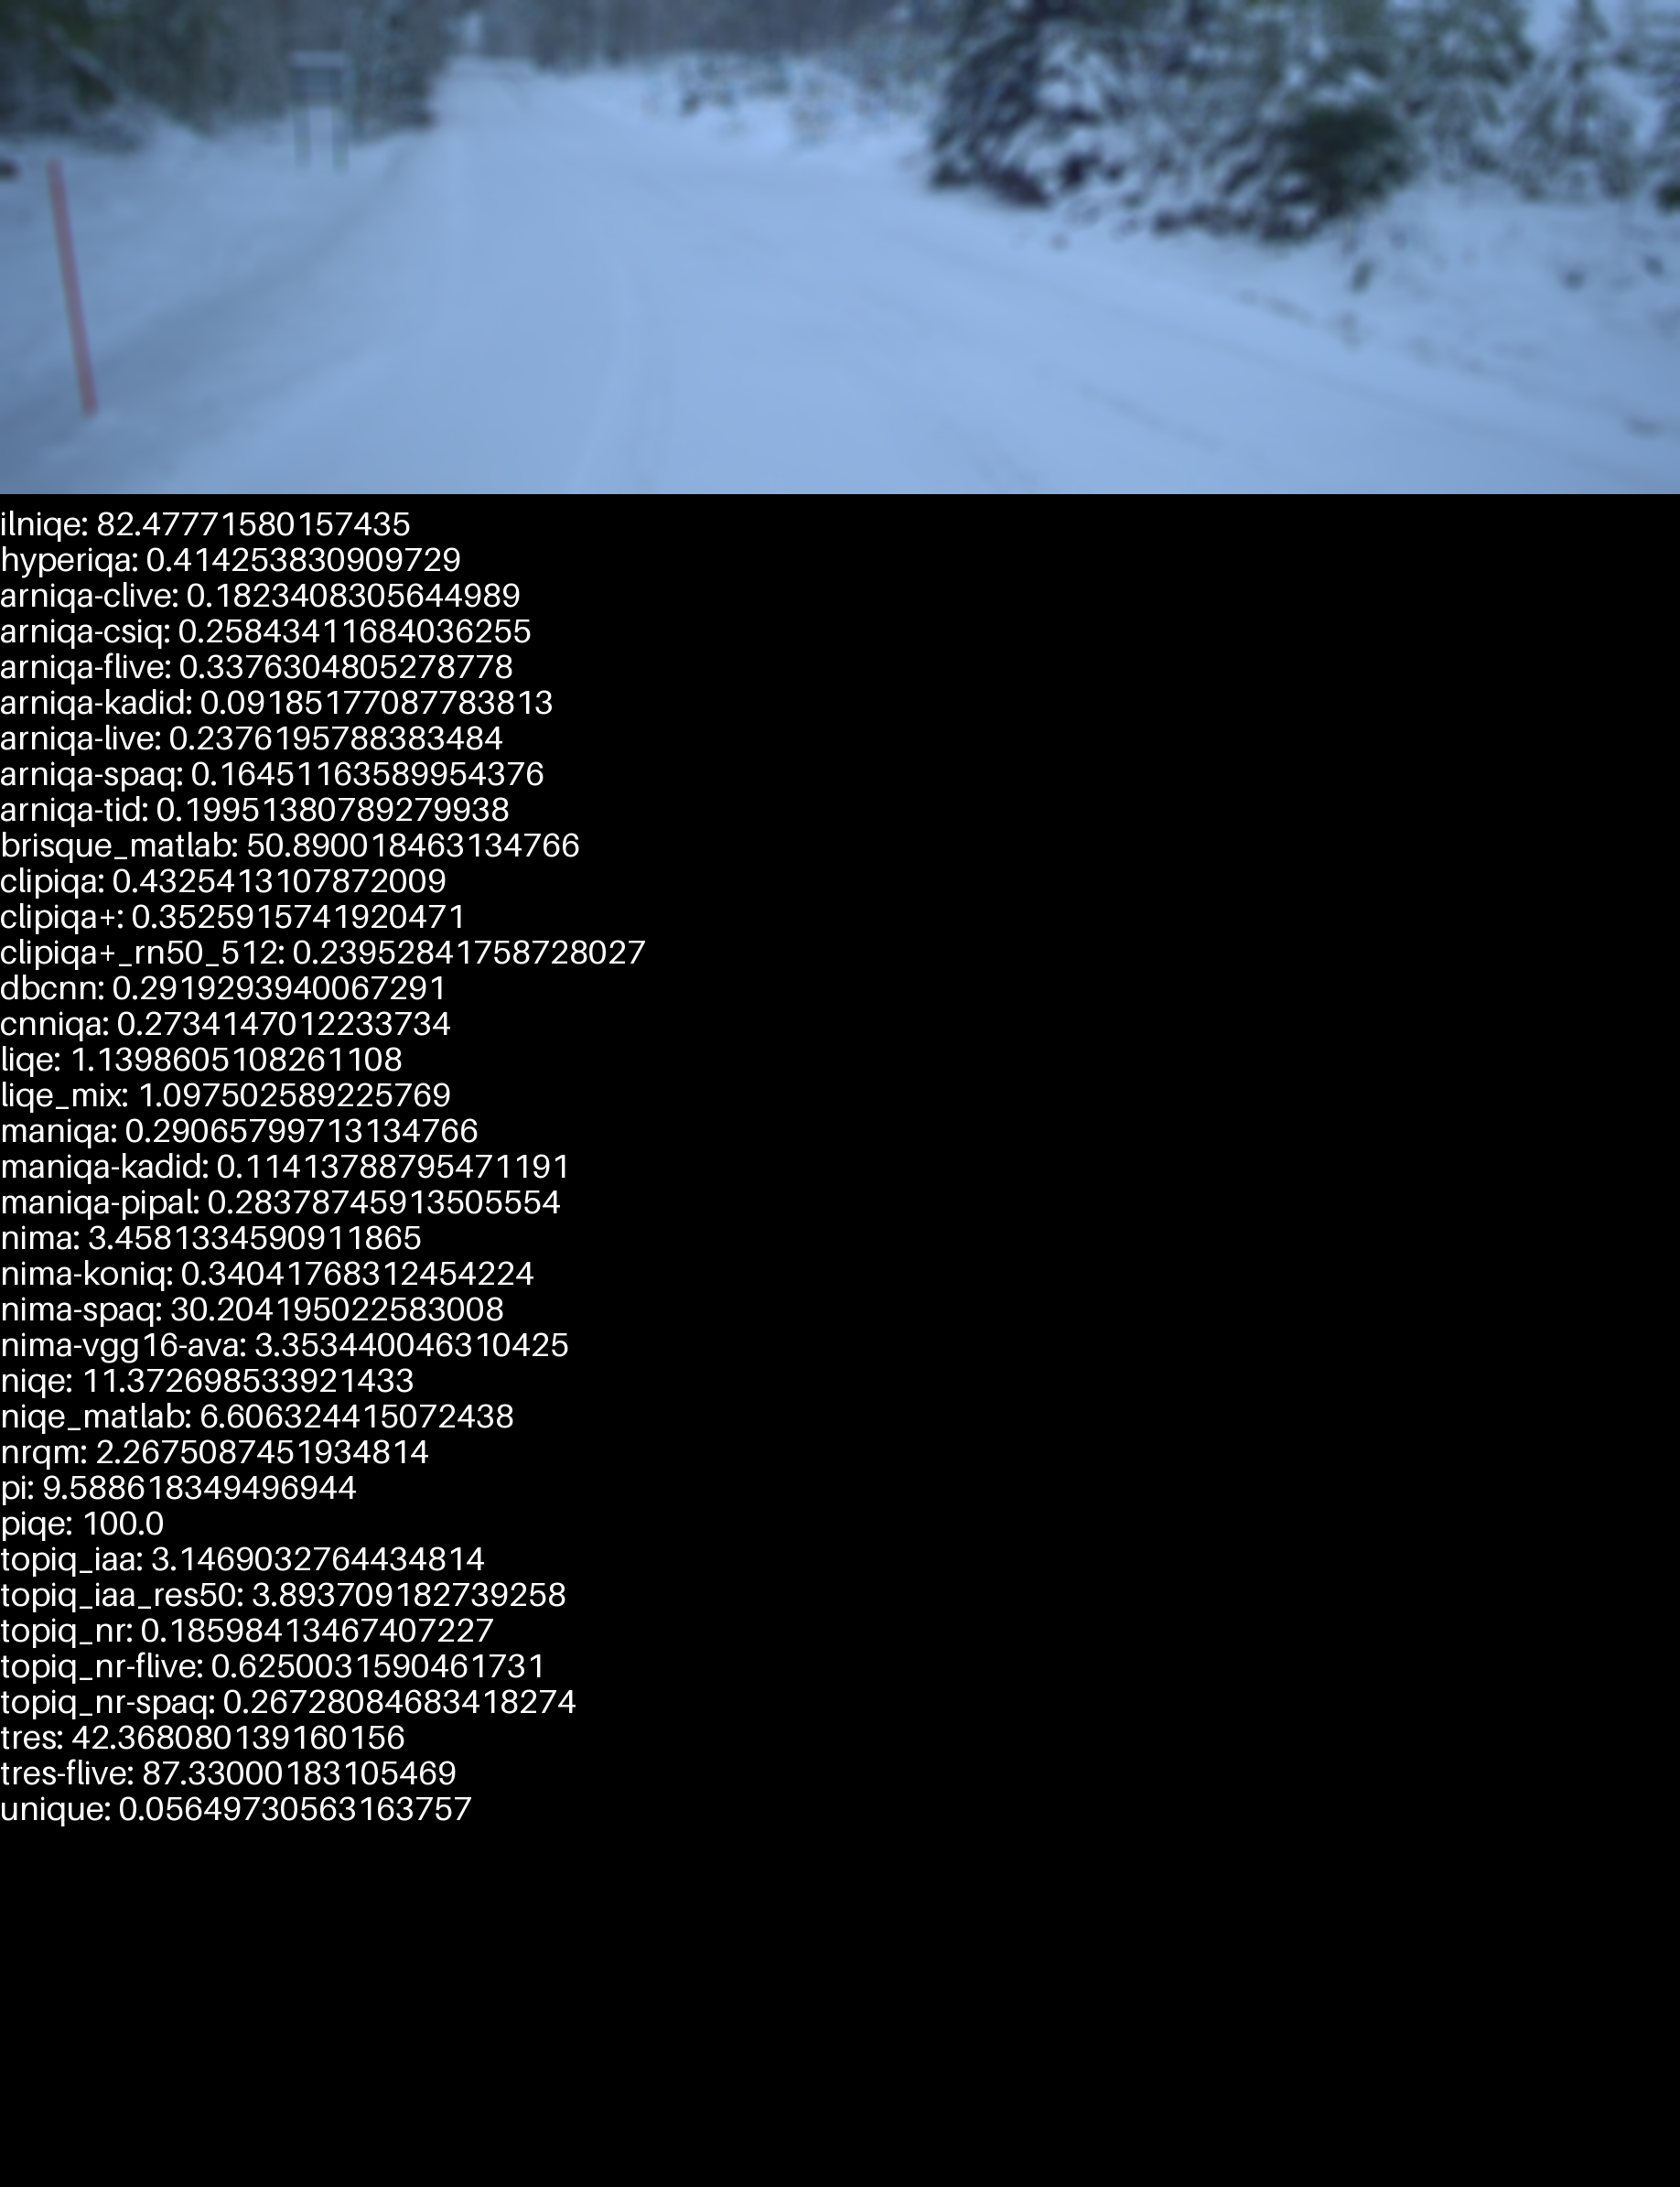 ilniqe: 82.47771580157435
hyperiqa: 0.414253830909729
arniqa-clive: 0.1823408305644989
arniqa-csiq: 0.25843411684036255
arniqa-flive: 0.3376304805278778
arniqa-kadid: 0.09185177087783813
arniqa-live: 0.2376195788383484
arniqa-spaq: 0.16451163589954376
arniqa-tid: 0.19951380789279938
brisque_matlab: 50.890018463134766
clipiqa: 0.4325413107872009
clipiqa+: 0.3525915741920471
clipiqa+_rn50_512: 0.23952841758728027
dbcnn: 0.2919293940067291
cnniqa: 0.2734147012233734
liqe: 1.1398605108261108
liqe_mix: 1.097502589225769
maniqa: 0.29065799713134766
maniqa-kadid: 0.11413788795471191
maniqa-pipal: 0.28378745913505554
nima: 3.4581334590911865
nima-koniq: 0.34041768312454224
nima-spaq: 30.204195022583008
nima-vgg16-ava: 3.353440046310425
niqe: 11.372698533921433
niqe_matlab: 6.606324415072438
nrqm: 2.2675087451934814
pi: 9.588618349496944
piqe: 100.0
topiq_iaa: 3.1469032764434814
topiq_iaa_res50: 3.893709182739258
topiq_nr: 0.18598413467407227
topiq_nr-flive: 0.6250031590461731
topiq_nr-spaq: 0.26728084683418274
tres: 42.368080139160156
tres-flive: 87.33000183105469
unique: 0.05649730563163757